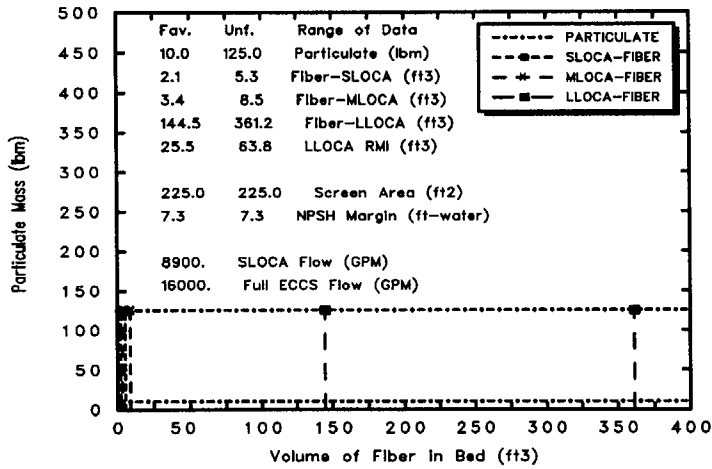 500
450
400
350
300
250
200
150
100
50
0
Particulate Mass (lbm)
Fav. Unf. Range of Data
10.0 125.0 Particulate (lbm)
2.1 5.3 Fiber-SLOCA (ft3)
3.4 8.5 Fiber-MLOCA (ft3)
144.5 361.2 Fiber-LLOCA (ft3)
25.5 63.8 LLOCA RMI (ft3)
225.0 225.0 Screen Area (ft2)
7.3 7.3 NPSH Margin (ft-water)
8900. SLOCA Flow (GPM)
16000. Full ECCS Flow (GPM)
PARTICULATE
SLOCA-FIBER
MLOCA-FIBER
LLOCA-FIBER
0 50 100 150 200 250 300 350 400
Volume of Fiber in Bed (ft3)